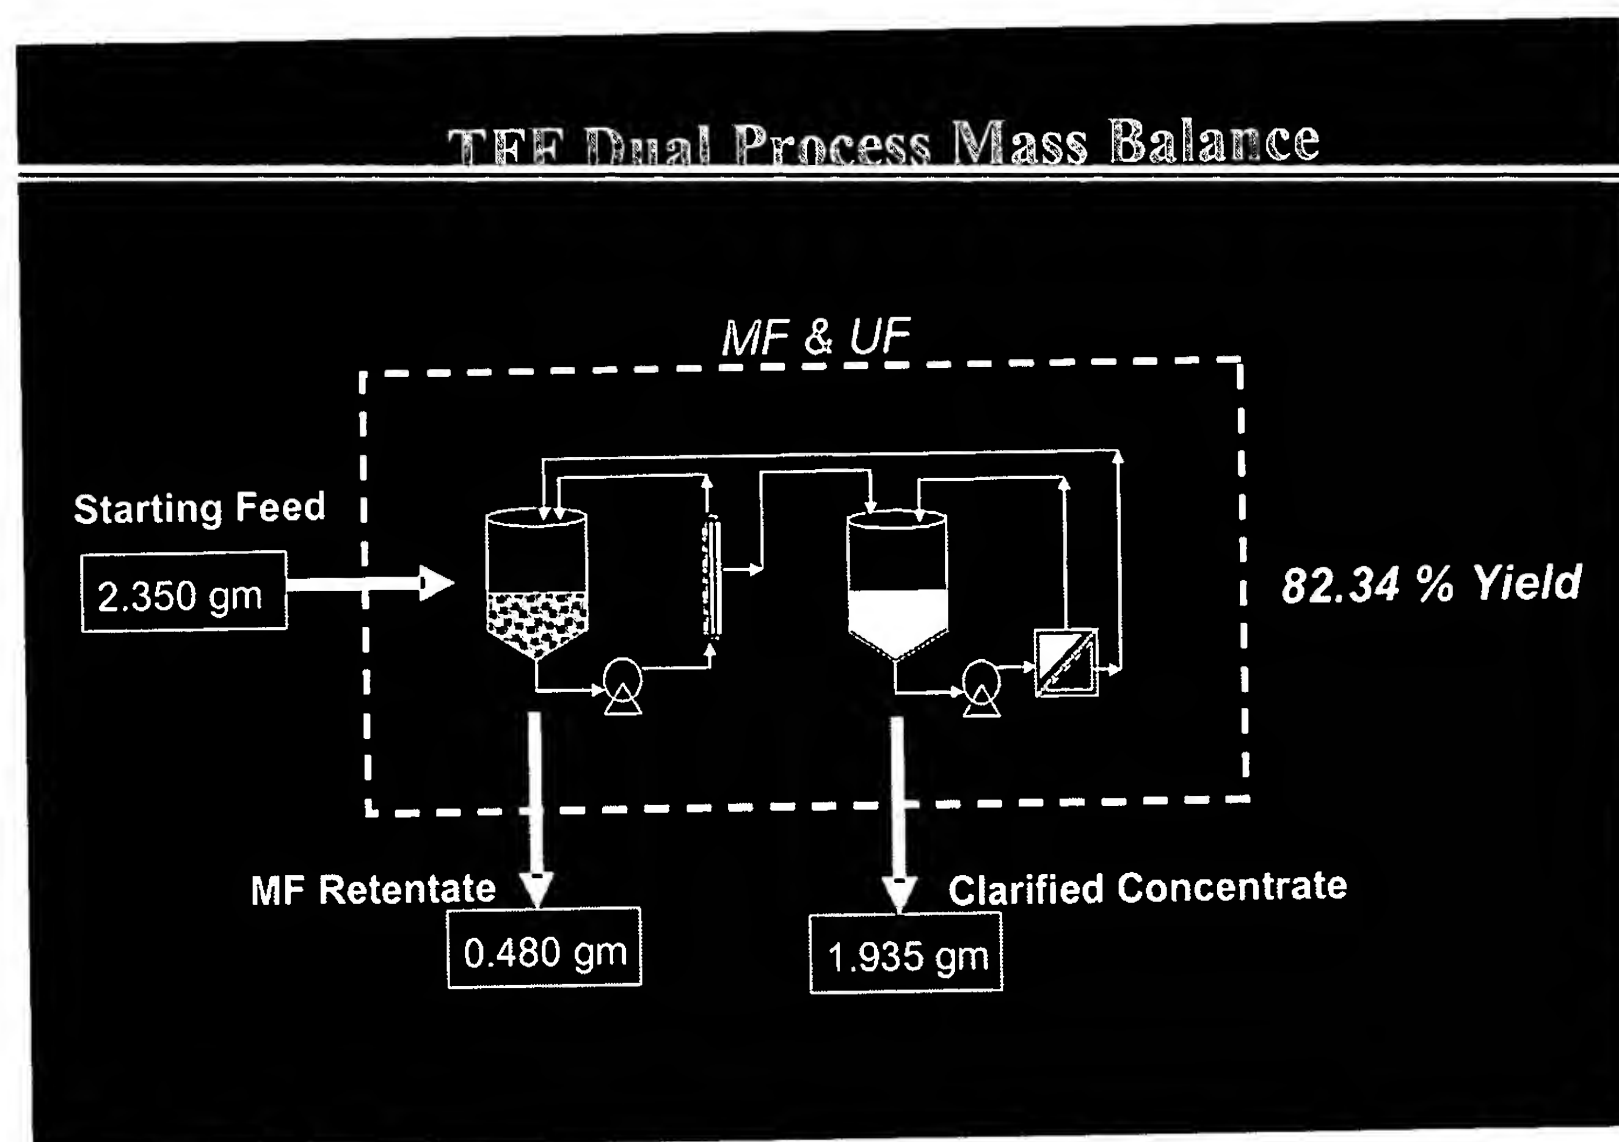 TFF Dual Process Mass Balance
MF & UF
Starting Feed
2.350 gm
82.34 % Yield
MF Retentate
0.480 gm
Clarified Concentrate
1.935 gm